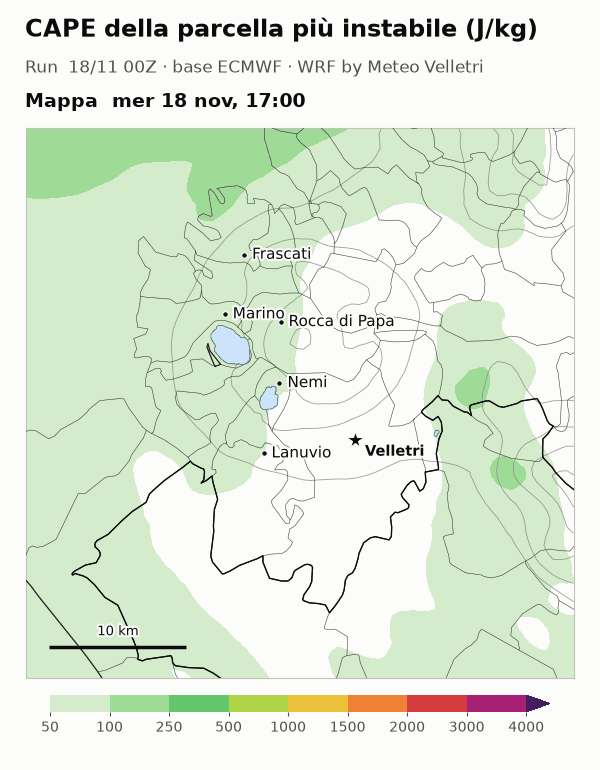 CAPE della parcella più instabile (J/kg)
Run  18/11 00Z · base ECMWF · WRF by Meteo Velletri
Mappa  mer 18 nov, 17:00
Frascati
Marino
Rocca di Papa
Nemi
Velletri
Lanuvio
10 km
50 100 250 500 1000 1500 2000 3000 4000